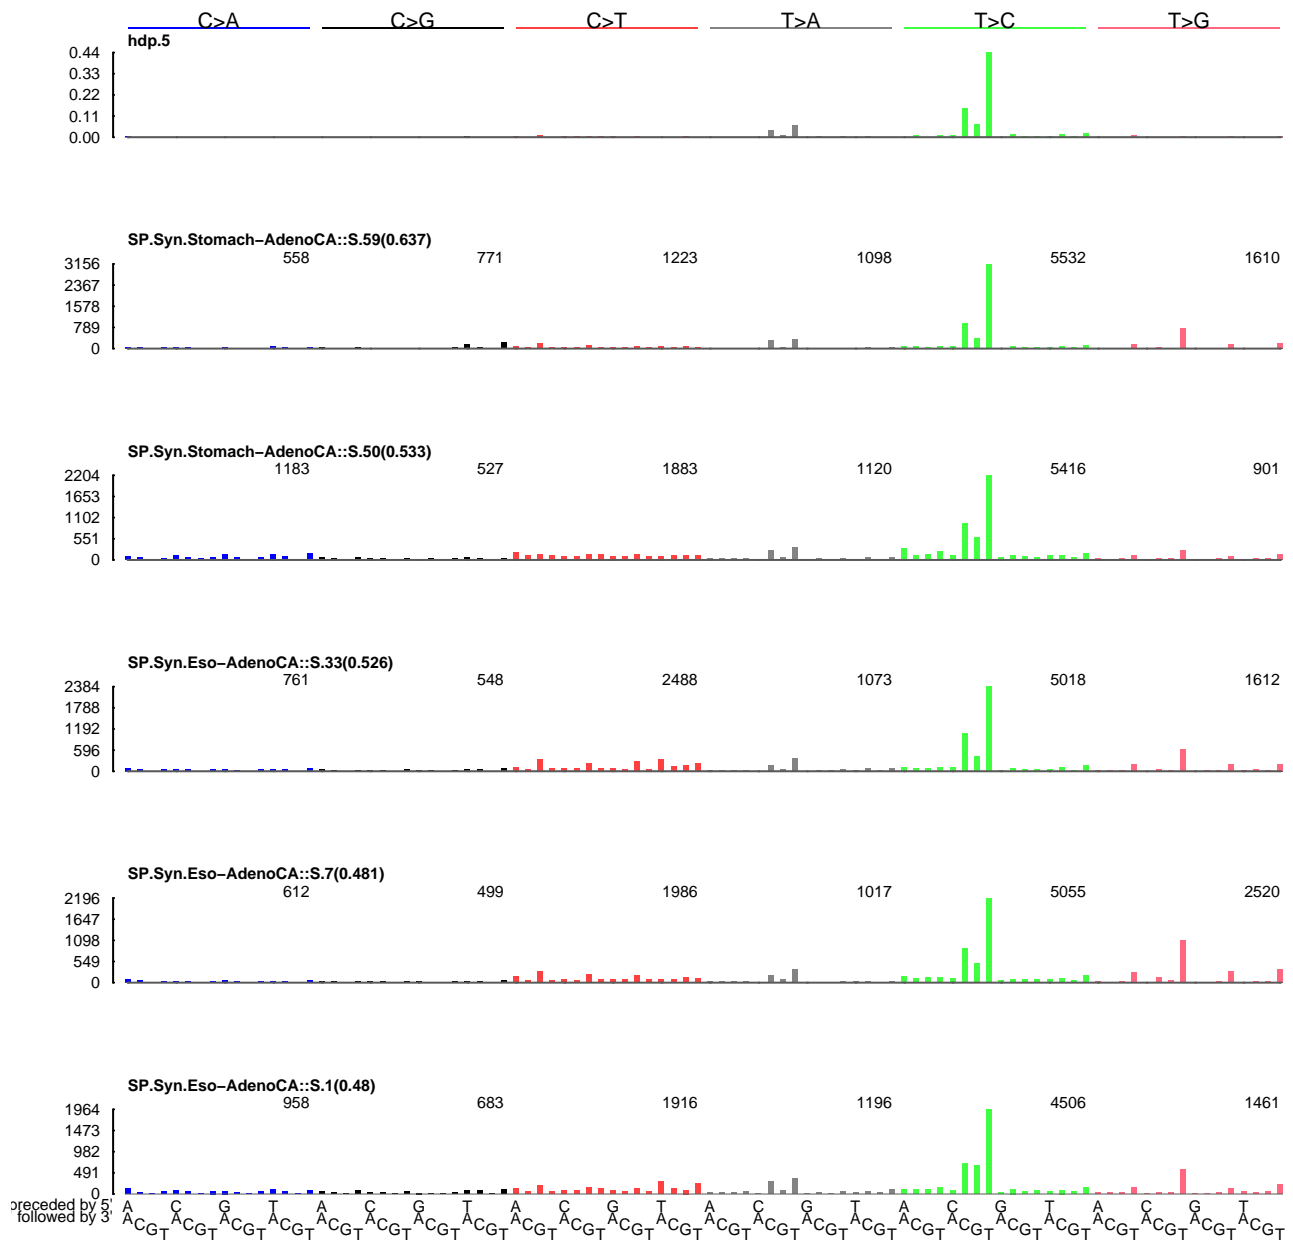 C>A C>G C>T T>A T>C T>G
hdp.5
0.44
0.33
0.22
0.11
0.00
SP.Syn.Stomach−AdenoCA::S.59(0.637)
558 771 1223 1098 5532 1610
3156
2367
1578
789
0
SP.Syn.Stomach−AdenoCA::S.50(0.533)
1183 527 1883 1120 5416 901
2204
1653
1102
551
0
SP.Syn.Eso−AdenoCA::S.33(0.526)
761 548 2488 1073 5018 1612
2384
1788
1192
596
0
SP.Syn.Eso−AdenoCA::S.7(0.481)
612 499 1986 1017 5055 2520
2196
1647
1098
549
0
SP.Syn.Eso−AdenoCA::S.1(0.48)
958 683 1916 1196 4506 1461
1964
1473
982
491
0
preceded by 5' A C G T A C G T A C G T A C G T A C G T A C G T
followed by 3' A C G T A C G T A C G T A C G T A C G T A C G T A C G T A C G T A C G T A C G T A C G T A C G T A C G T A C G T A C G T A C G T A C G T A C G T A C G T A C G T A C G T A C G T A C G T A C G T